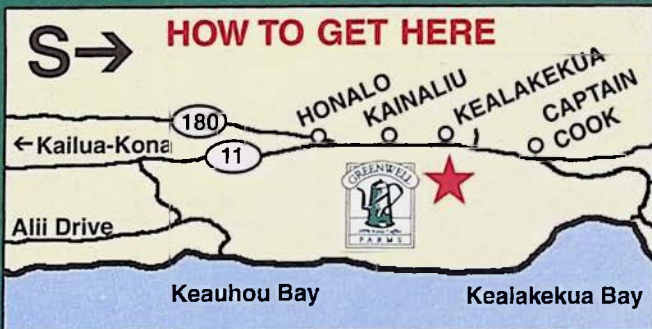 S→ HOW TO GET HERE
HONALO
KAINALIU
KEALAKEKUA
CAPTAIN
COOK
180
←Kailua-Kona
11
GREENWELL
FARMS
Alii Drive
Keauhou Bay
Kealakekua Bay